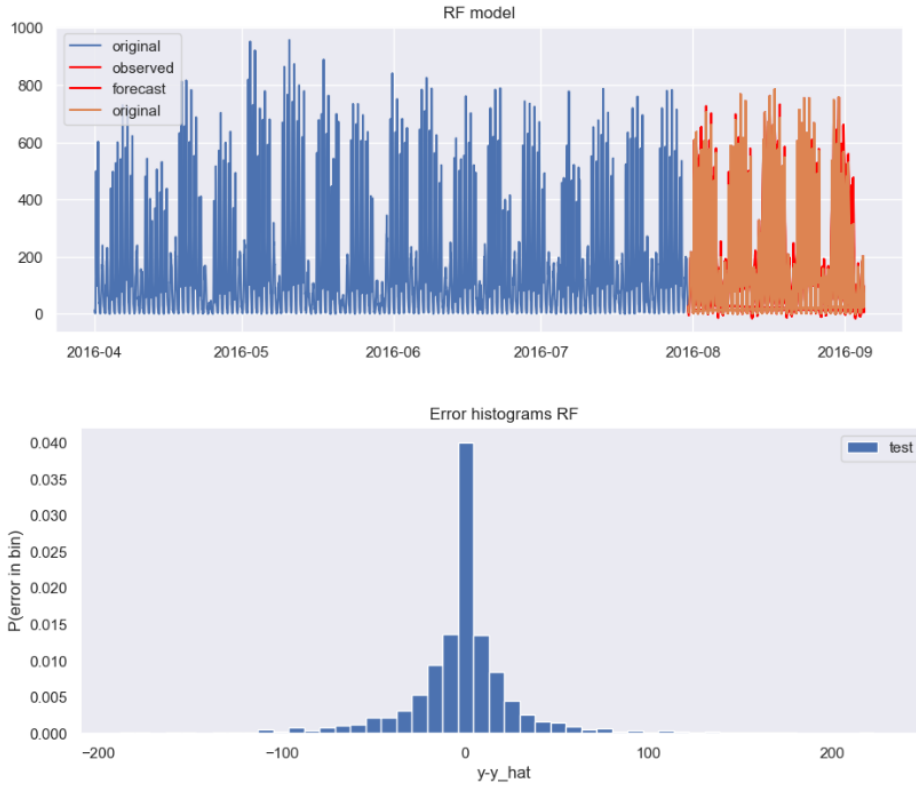 RF model
1000
800
600
400
200
0
original
observed
forecast
original
2016-04 2016-05 2016-06 2016-07 2016-08 2016-09
Error histograms RF
P(error in bin)
0.040
0.035
0.030
0.025
0.020
0.015
0.010
0.005
0.000
test
−200 −100 0 100 200
y-y_hat